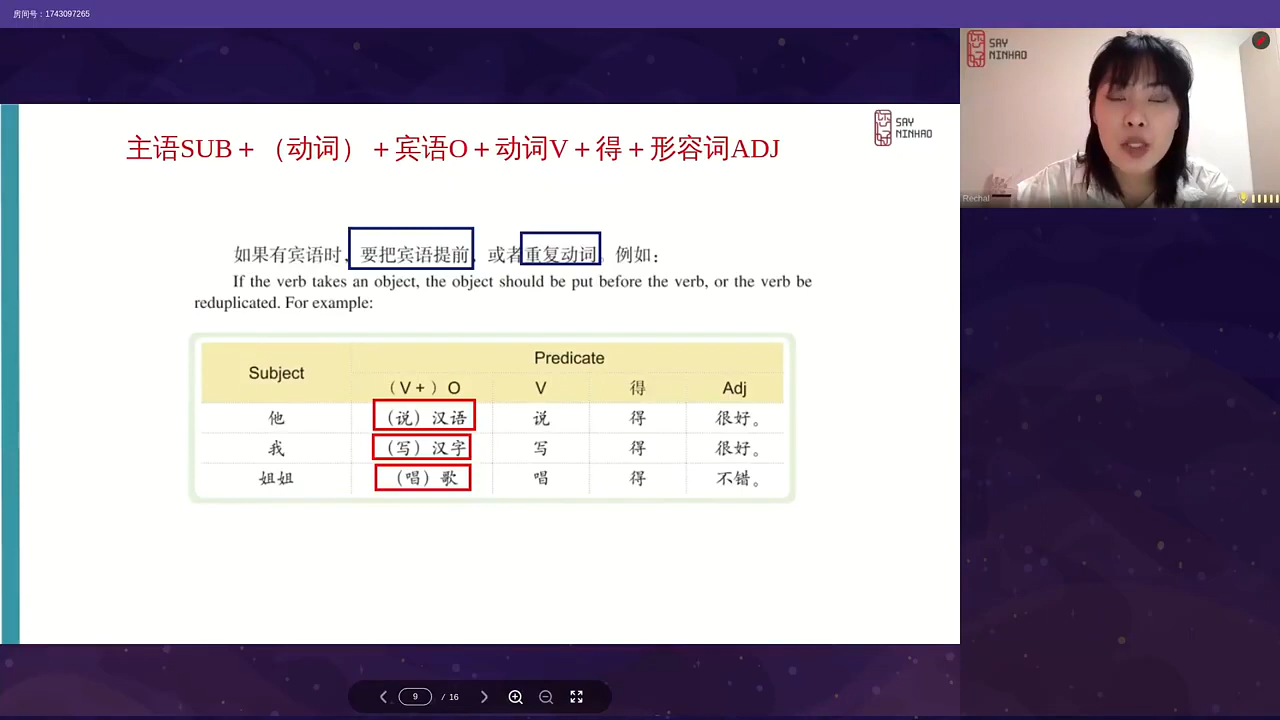 房间号：1743097265
SAY
NINHAO
主语SUB＋（动词）＋宾语O＋动词V＋得＋形容词ADJ
SAY
NINHAO
Rechal
如果有宾语时，要把宾语提前，或者重复动词。例如：
If the verb takes an object, the object should be put before the verb, or the verb be
reduplicated. For example:
Subject
Predicate
（V+）O V 得 Adj
他 （说）汉语 说 得 很好。
我 （写）汉字 写 得 很好。
姐姐 （唱）歌 唱 得 不错。
9 / 16